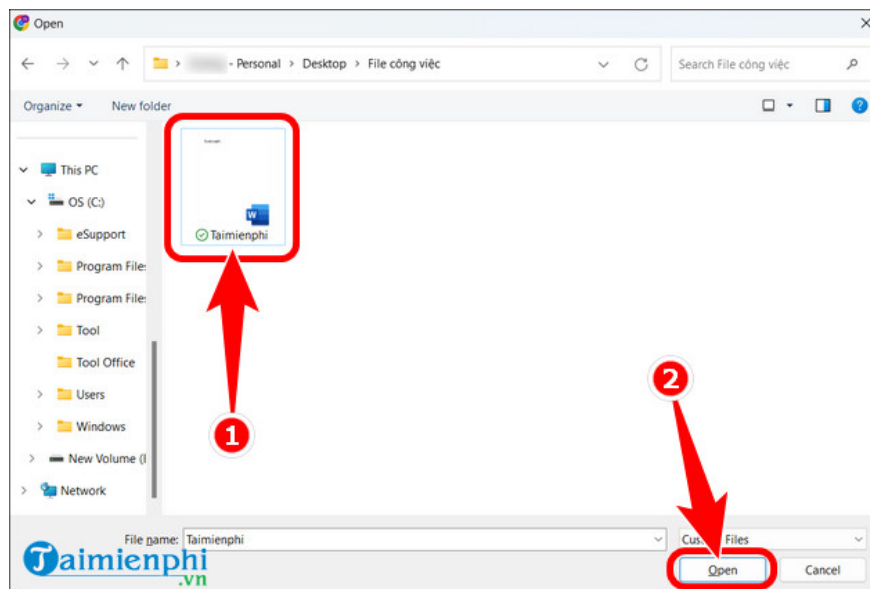 Open
- Personal > Desktop > File công việc
Search File công việc
Organize
New folder
This PC
OS (C:)
eSupport
Program File
Program File
Tool
Tool Office
Users
Windows
New Volume (
Network
W
Taimienphi
1
2
File name: Taimienphi
Files
Open
Cancel
Taimienphi
.vn